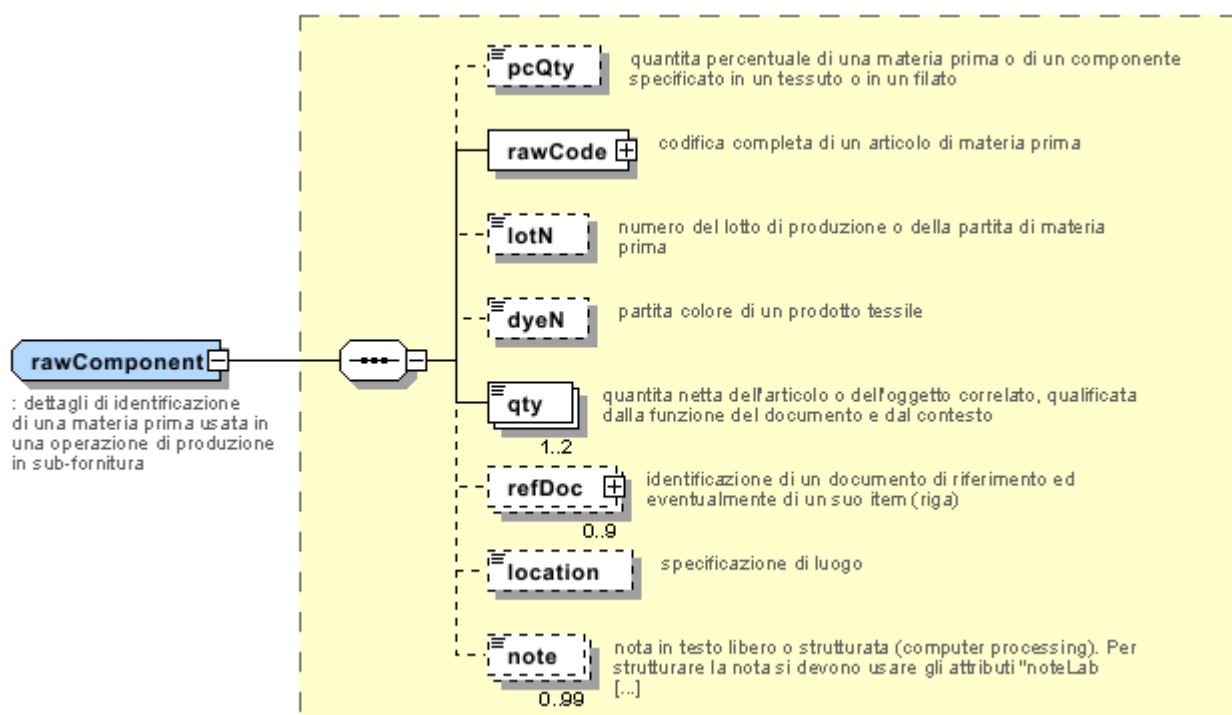 pcQty
quantita percentuale di una materia prima o di un componente
specificato in un tessuto o in un filato
rawCode
codifica completa di un articolo di materia prima
lotN
numero del lotto di produzione o della partita di materia
prima
dyeN
partita colore di un prodotto tessile
rawComponent
: dettagli di identificazione
di una materia prima usata in
una operazione di produzione
in sub-fornitura
qty
1..2
quantita netta dell'articolo o dell'oggetto correlato, qualificata
dalla funzione del documento e dal contesto
refDoc
0..9
identificazione di un documento di riferimento ed
eventualmente di un suo item (riga)
location
specificazione di luogo
note
0..99
nota in testo libero o strutturata (computer processing). Per
strutturare la nota si devono usare gli attributi "noteLab
[...]